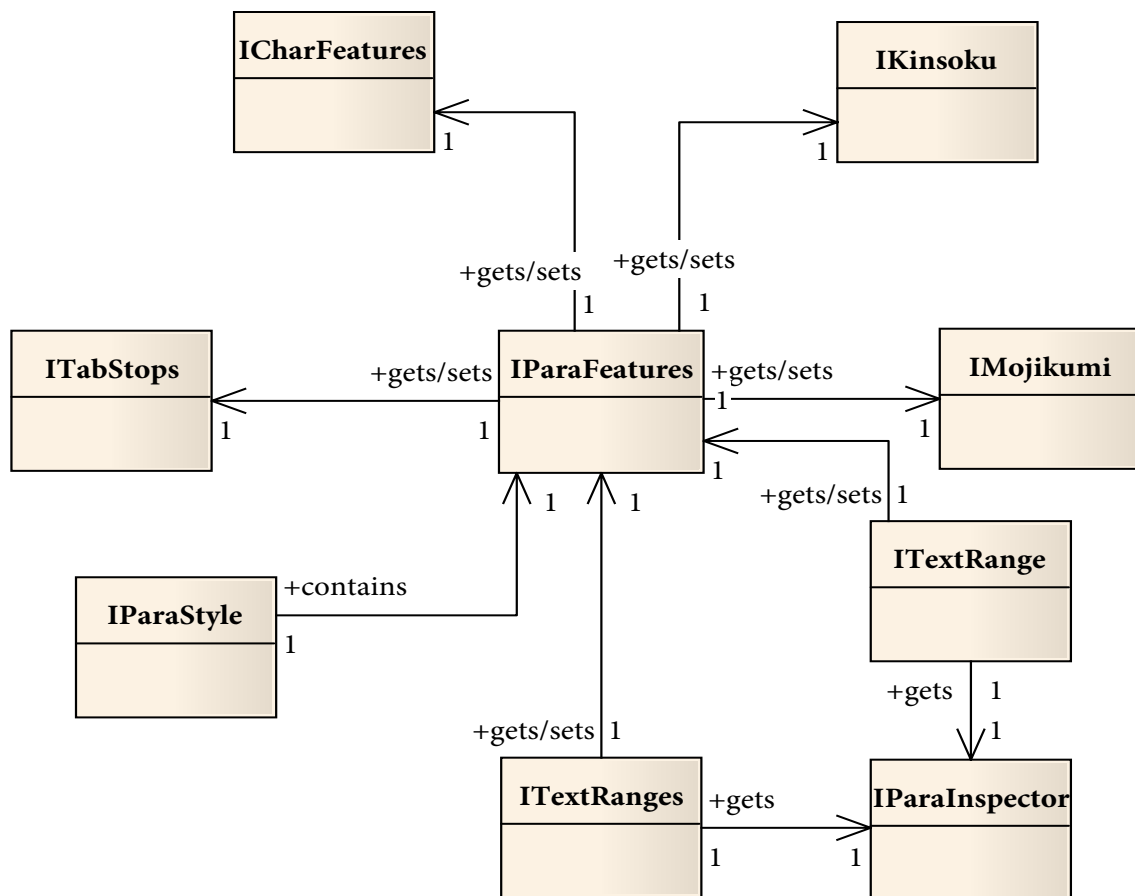 ICharFeatures
IKinsoku
1
1
+gets/sets
+gets/sets
1
1
ITabStops
+gets/sets
IParaFeatures
+gets/sets
IMojikumi
1
1
1
1
1
+gets/sets
1
1
1
ITextRange
+contains
IParaStyle
1
+gets
1
+gets/sets
1
1
ITextRanges
+gets
IParaInspector
1
1